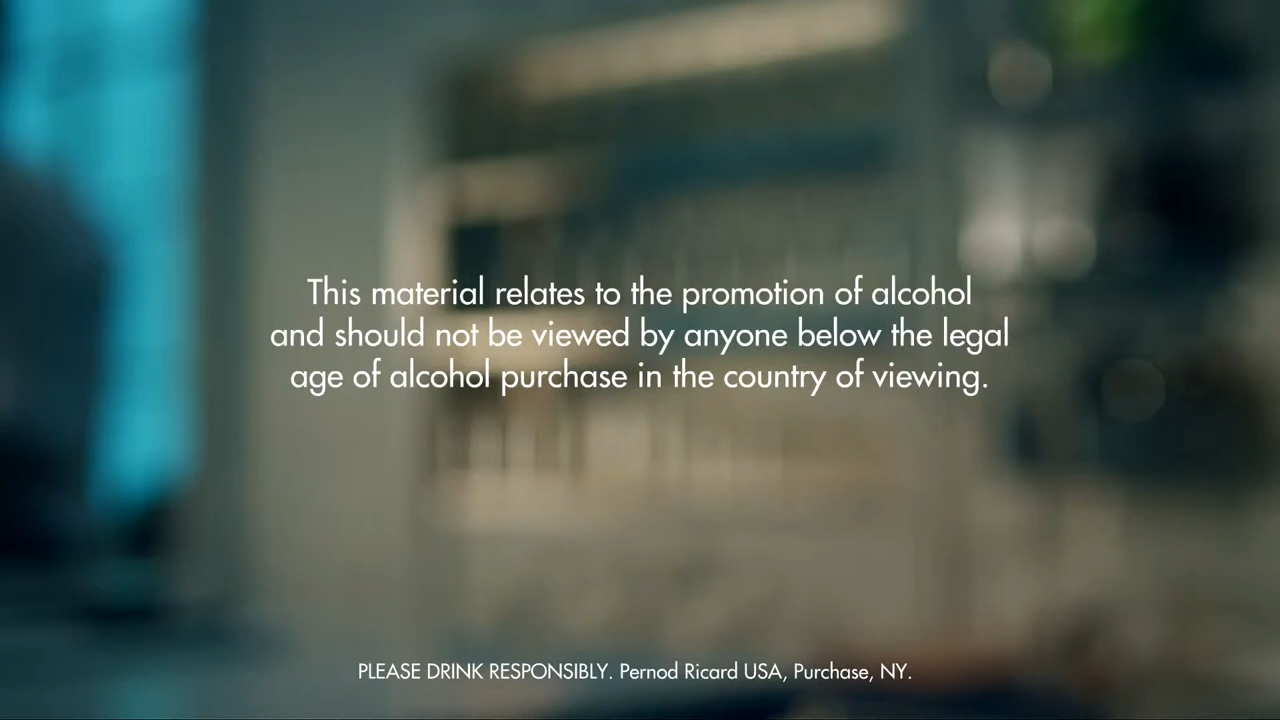 This material relates to the promotion of alcohol
and should not be viewed by anyone below the legal
age of alcohol purchase in the country of viewing.
PLEASE DRINK RESPONSIBLY. Pernod Ricard USA, Purchase, NY.